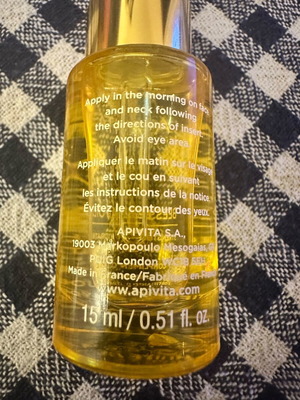 Apply in the morning on face
and neck following
the directions of insert.
Avoid eye area.
Appliquer le matin sur le visage
et le cou en suivant
les instructions de la notice.
Évitez le contour des yeux.
APIVITA S.A.,
19003 Markopoulo Mesogaias,
London, WC1B
Made in France/Fabriqué en
www.apivita.com
15 ml / 0.51 fl. oz.